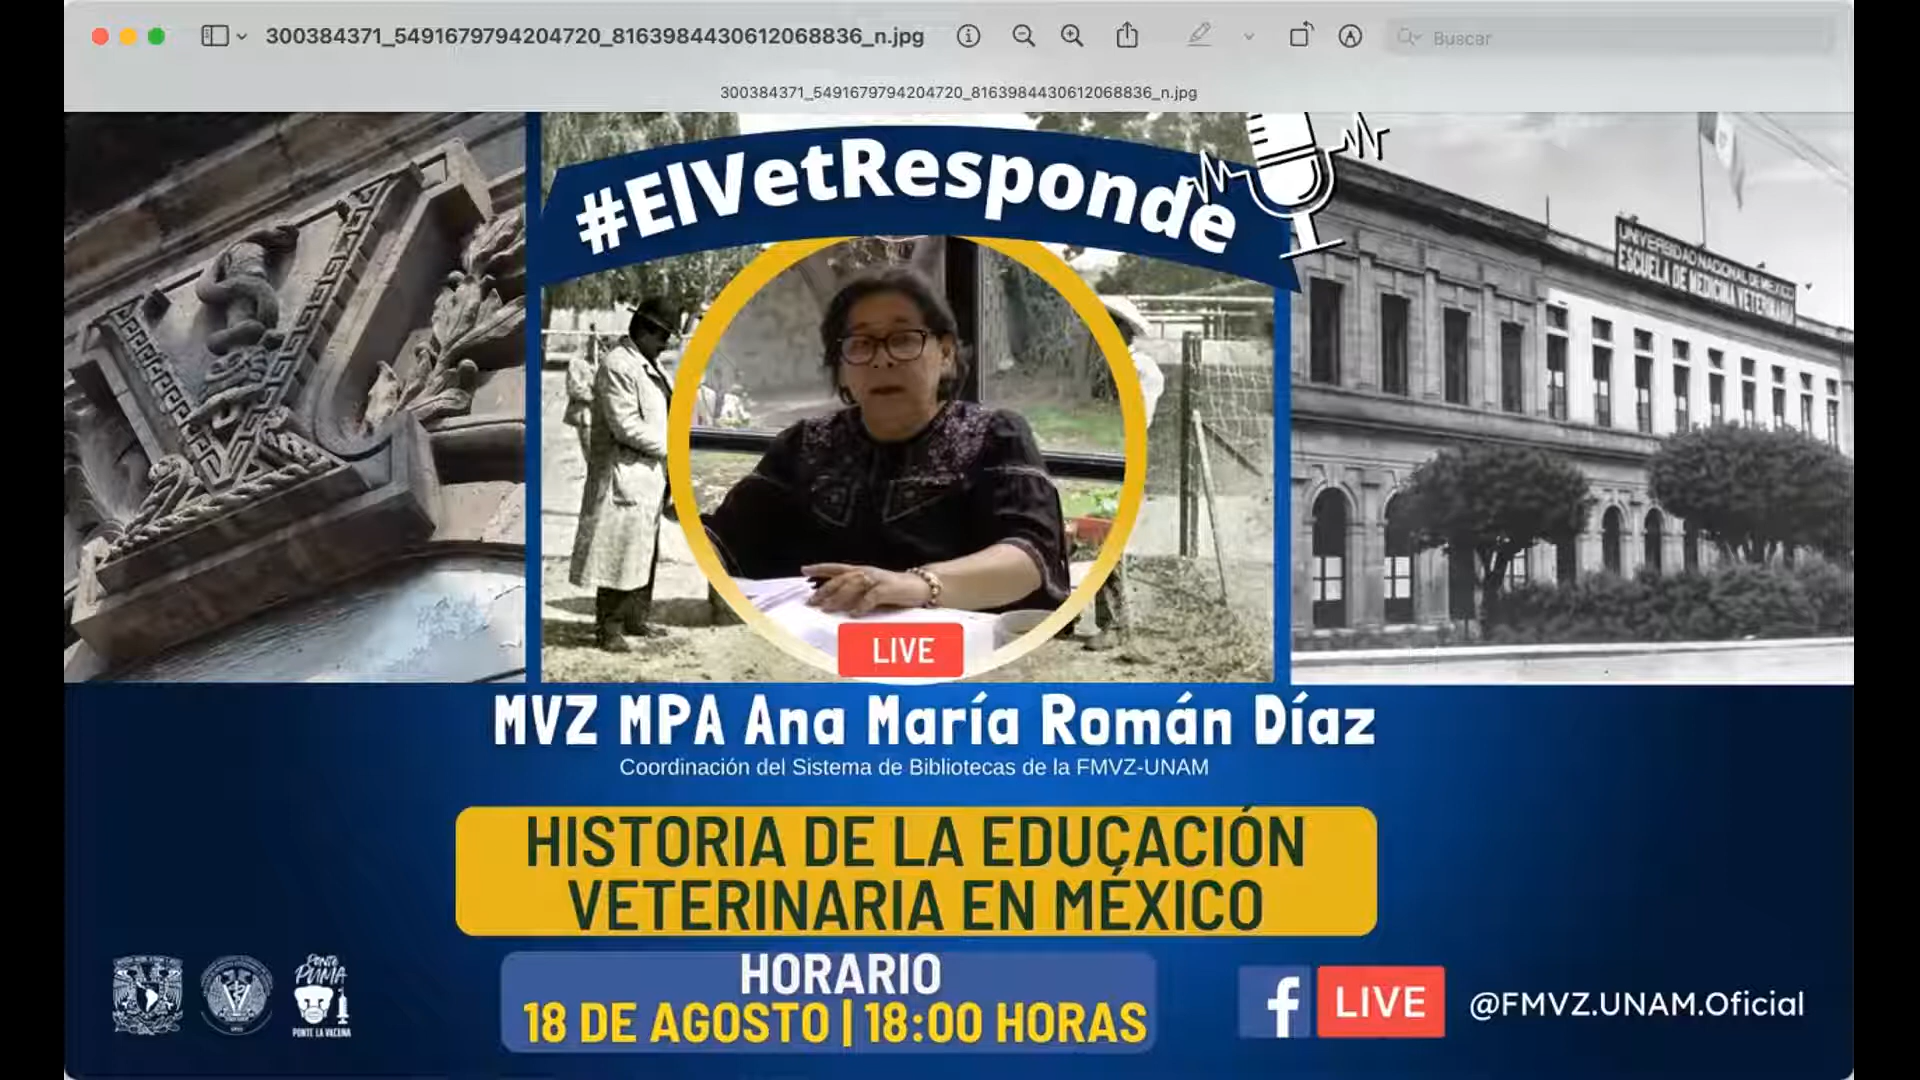 300384371_5491679794204720_8163984430612068836_n.jpg
Buscar
300384371_5491679794204720_8163984430612068836_n.jpg
#ElVetResponde
UNIVERSIDAD NACIONAL DE MEXICO
ESCUELA DE MEDICINA VETERINARIA
LIVE
MVZ MPA Ana María Román Díaz
Coordinación del Sistema de Bibliotecas de la FMVZ-UNAM
HISTORIA DE LA EDUCACIÓN
VETERINARIA EN MÉXICO
HORARIO
18 DE AGOSTO | 18:00 HORAS
PONTE
PUMA
PONTE LA VACUNA
f LIVE @FMVZ.UNAM.Oficial